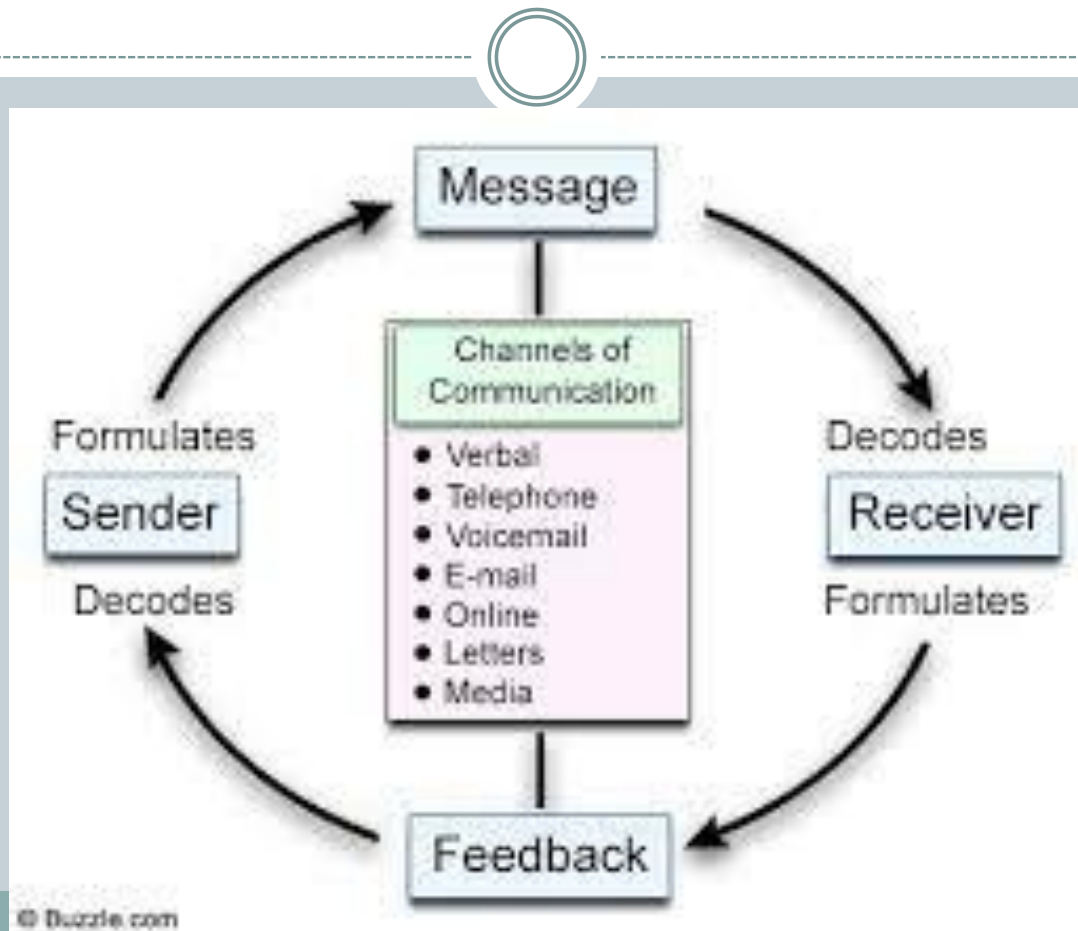 Message
Channels of
Communication
Formulates
Sender
Decodes
• Verbal
• Telephone
• Voicemail
• E-mail
• Online
• Letters
• Media
Decodes
Receiver
Formulates
Feedback
© Buzzle.com